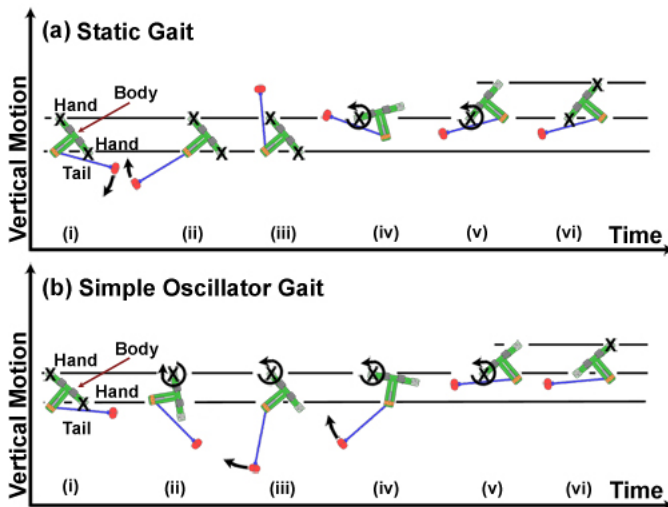 (a) Static Gait
Vertical Motion
Hand
Body
Hand
Tail
(i) (ii) (iii) (iv) (v) (vi) Time
(b) Simple Oscillator Gait
Vertical Motion
Hand
Body
Hand
Tail
(i) (ii) (iii) (iv) (v) (vi) Time